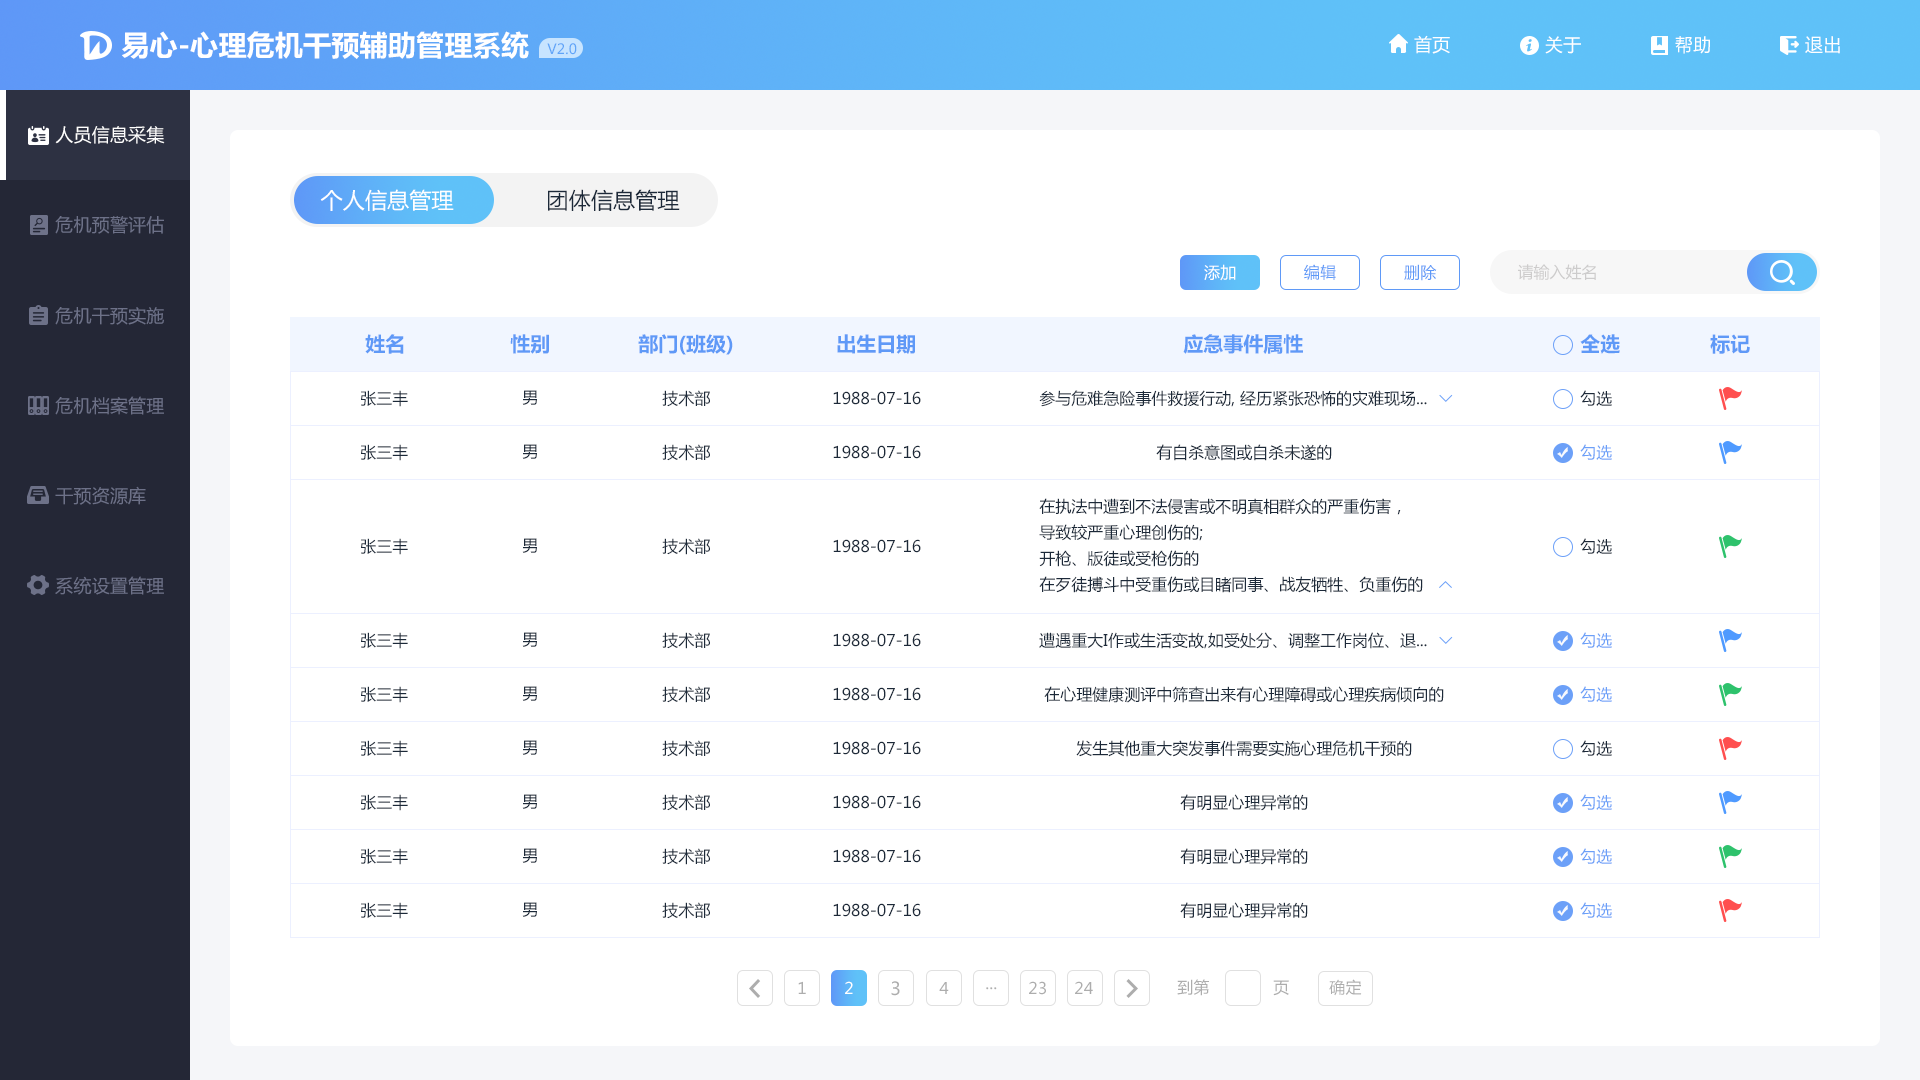 易心-心理危机干预辅助管理系统 V2.0
首页 关于 帮助 退出
人员信息采集
危机预警评估
危机干预实施
危机档案管理
干预资源库
系统设置管理
个人信息管理 团体信息管理
添加 编辑 删除 请输入姓名
姓名 性别 部门(班级) 出生日期 应急事件属性 全选 标记
张三丰 男 技术部 1988-07-16 参与危难急险事件救援行动, 经历紧张恐怖的灾难现场... 勾选
张三丰 男 技术部 1988-07-16 有自杀意图或自杀未遂的 勾选
在执法中遭到不法侵害或不明真相群众的严重伤害，
导致较严重心理创伤的;
张三丰 男 技术部 1988-07-16 勾选
开枪、版徒或受枪伤的
在歹徒搏斗中受重伤或目睹同事、战友牺牲、负重伤的
张三丰 男 技术部 1988-07-16 遭遇重大I作或生活变故,如受处分、调整工作岗位、退... 勾选
张三丰 男 技术部 1988-07-16 在心理健康测评中筛查出来有心理障碍或心理疾病倾向的 勾选
张三丰 男 技术部 1988-07-16 发生其他重大突发事件需要实施心理危机干预的 勾选
张三丰 男 技术部 1988-07-16 有明显心理异常的 勾选
张三丰 男 技术部 1988-07-16 有明显心理异常的 勾选
张三丰 男 技术部 1988-07-16 有明显心理异常的 勾选
1 2 3 4 ... 23 24 到第 页 确定